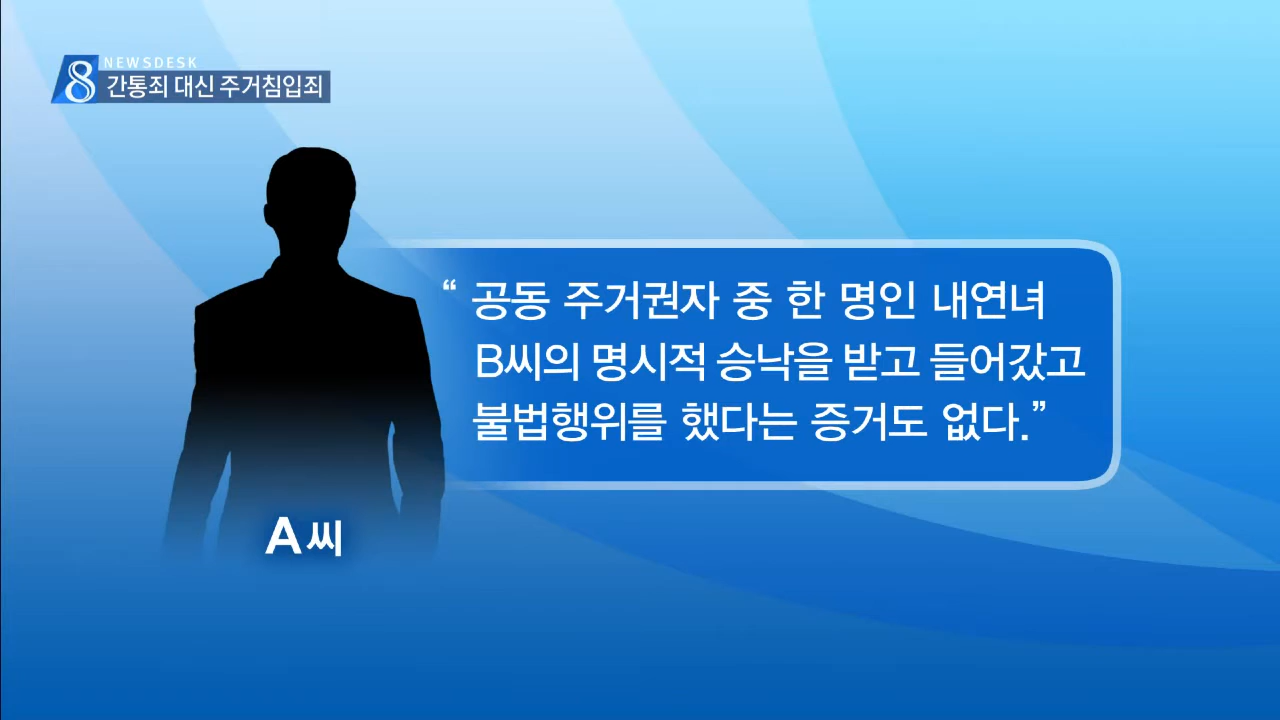 NEWSDESK
8 간통죄 대신 주거침입죄
“ 공동 주거권자 중 한 명인 내연녀
B씨의 명시적 승낙을 받고 들어갔고
불법행위를 했다는 증거도 없다.”
A씨